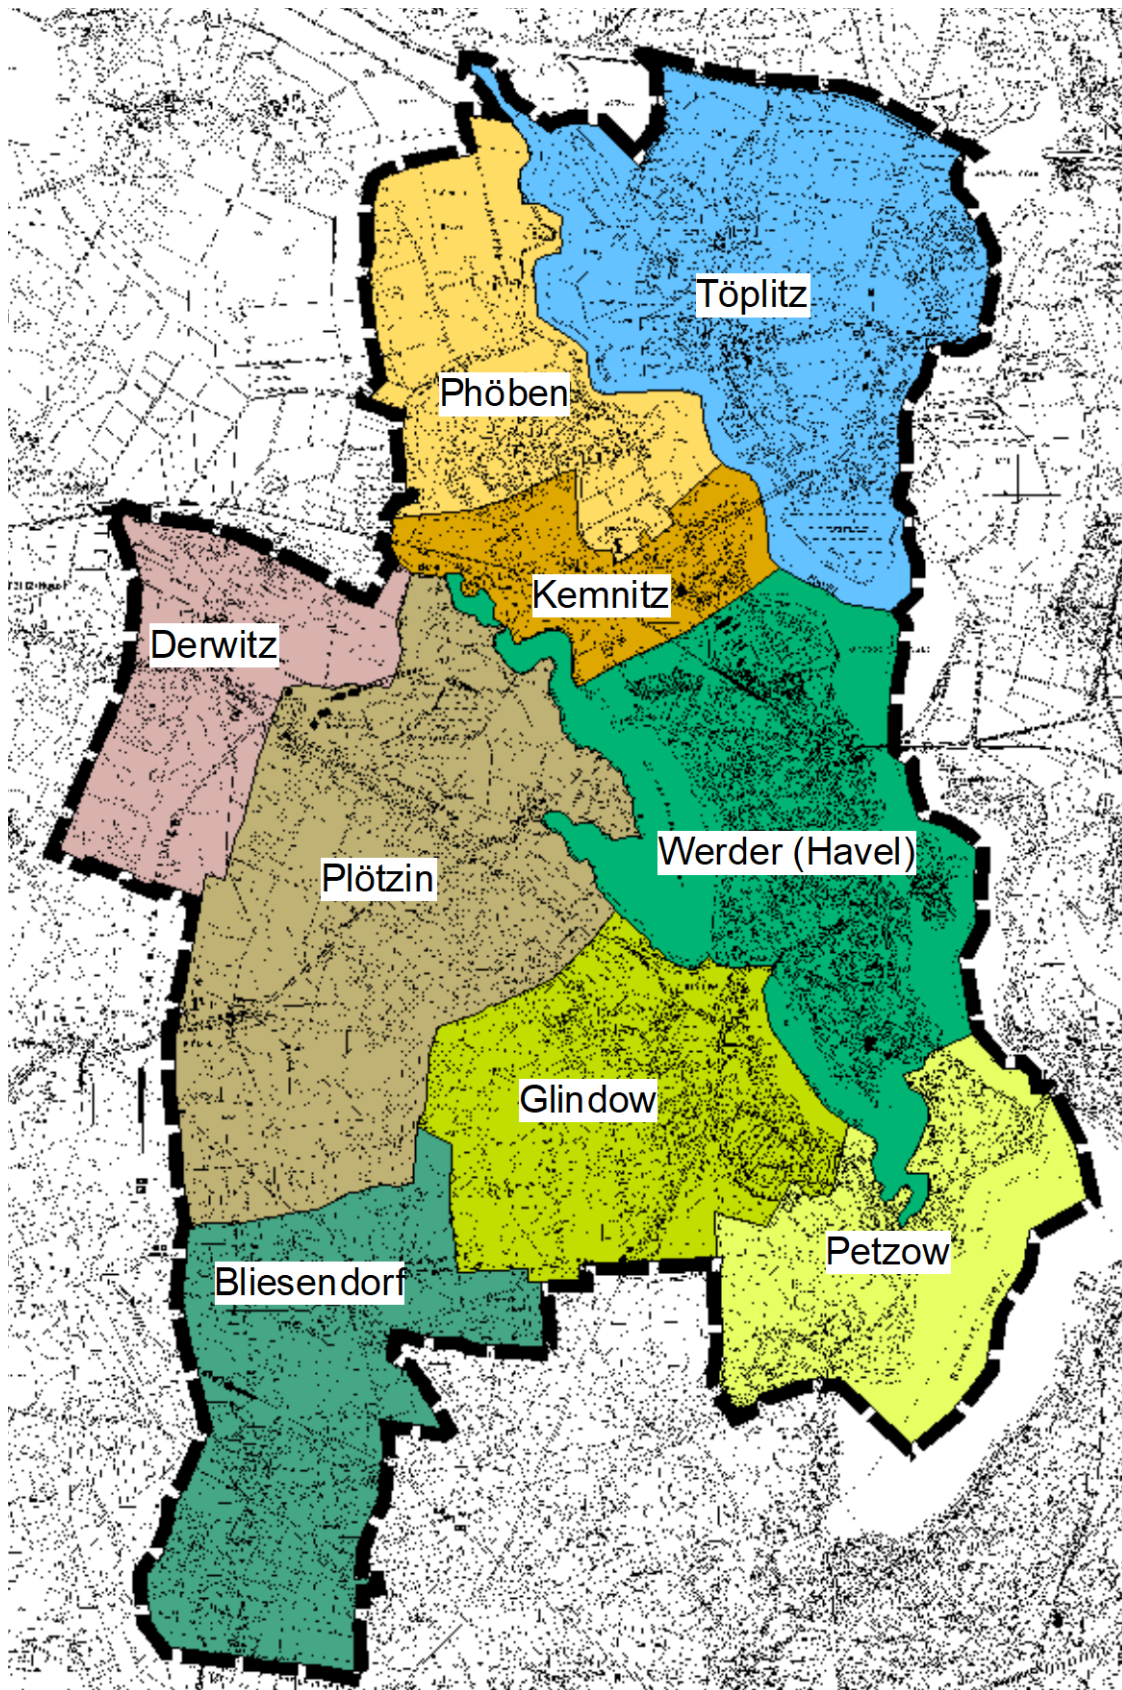 Töplitz
Phöben
Kemnitz
Derwitz
Werder (Havel)
Plötzin
Glindow
Petzow
Bliesendorf